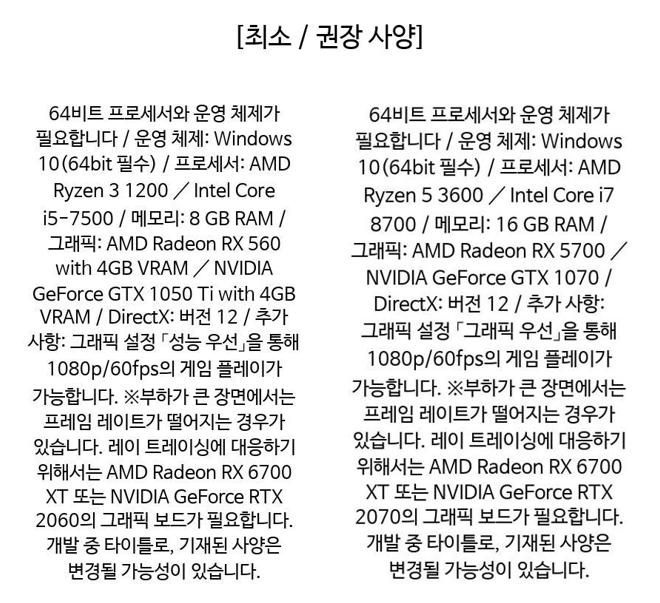 [최소 / 권장 사양]
64비트 프로세서와 운영 체제가
필요합니다 / 운영 체제: Windows
10(64bit 필수) / 프로세서: AMD
Ryzen 3 1200 ／ Intel Core
i5-7500 / 메모리: 8 GB RAM /
그래픽: AMD Radeon RX 560
with 4GB VRAM ／ NVIDIA
GeForce GTX 1050 Ti with 4GB
VRAM / DirectX: 버전 12 / 추가
사항: 그래픽 설정 「성능 우선」을 통해
1080p/60fps의 게임 플레이가
가능합니다. ※부하가 큰 장면에서는
프레임 레이트가 떨어지는 경우가
있습니다. 레이 트레이싱에 대응하기
위해서는 AMD Radeon RX 6700
XT 또는 NVIDIA GeForce RTX
2060의 그래픽 보드가 필요합니다.
개발 중 타이틀로, 기재된 사양은
변경될 가능성이 있습니다.
64비트 프로세서와 운영 체제가
필요합니다 / 운영 체제: Windows
10(64bit 필수) / 프로세서: AMD
Ryzen 5 3600 ／ Intel Core i7
8700 / 메모리: 16 GB RAM /
그래픽: AMD Radeon RX 5700 ／
NVIDIA GeForce GTX 1070 /
DirectX: 버전 12 / 추가 사항:
그래픽 설정 「그래픽 우선」을 통해
1080p/60fps의 게임 플레이가
가능합니다. ※부하가 큰 장면에서는
프레임 레이트가 떨어지는 경우가
있습니다. 레이 트레이싱에 대응하기
위해서는 AMD Radeon RX 6700
XT 또는 NVIDIA GeForce RTX
2070의 그래픽 보드가 필요합니다.
개발 중 타이틀로, 기재된 사양은
변경될 가능성이 있습니다.